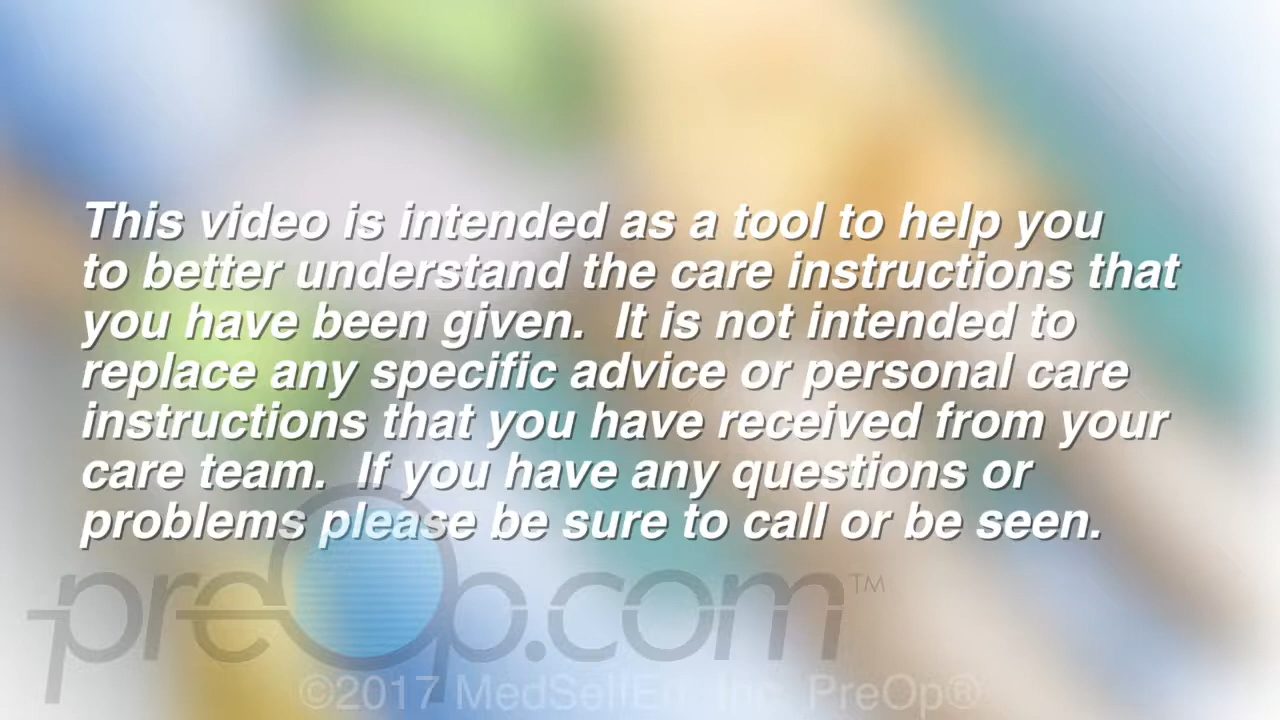 This video is intended as a tool to help you
to better understand the care instructions that
you have been given.  It is not intended to
replace any specific advice or personal care
instructions that you have received from your
care team.  If you have any questions or
problems please be sure to call or be seen.
preOp.com™
©2017 MedSelfEd, Inc. PreOp®